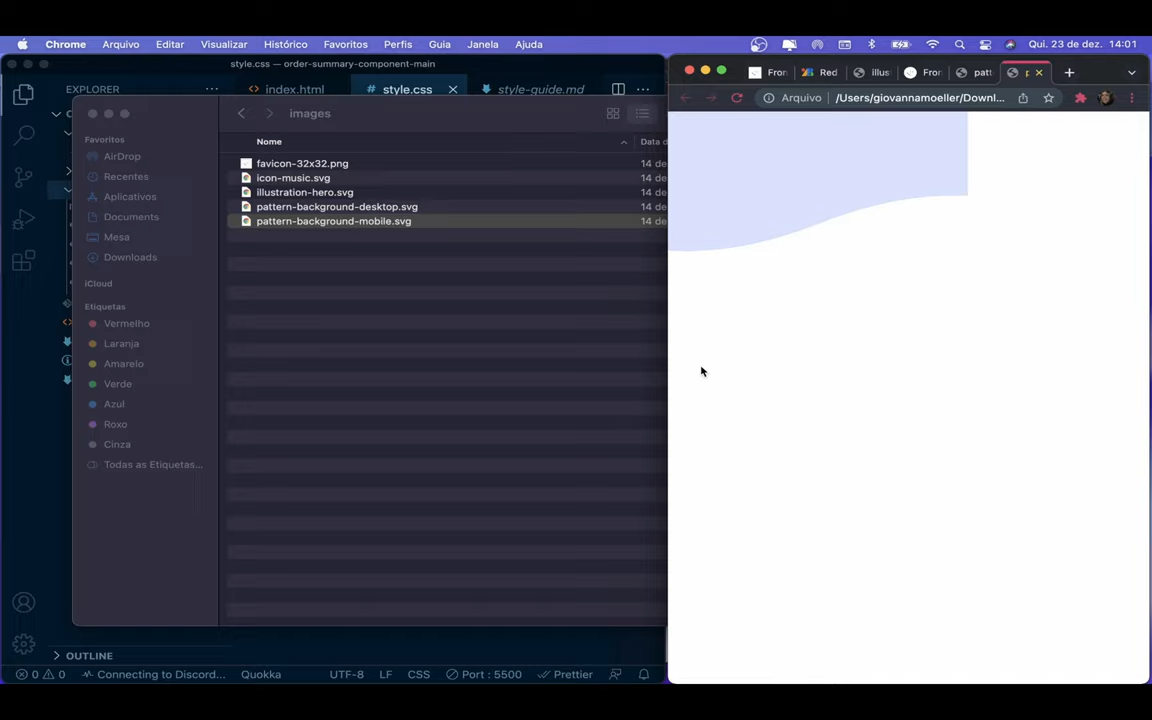 Chrome Arquivo Editar Visualizar Histórico Favoritos Perfis Guia Janela Ajuda Qui. 23 de dez. 14:01
style.css — order-summary-component-main
EXPLORER ... index.html # style.css style-guide.md ...
images
Favoritos
AirDrop
Recentes
Aplicativos
Documents
Mesa
Downloads
iCloud
Etiquetas
Vermelho
Laranja
Amarelo
Verde
Azul
Roxo
Cinza
Todas as Etiquetas...
Nome Data d
favicon-32x32.png 14 de
icon-music.svg 14 de
illustration-hero.svg 14 de
pattern-background-desktop.svg 14 de
pattern-background-mobile.svg 14 de
OUTLINE
0 0 Connecting to Discord... Quokka UTF-8 LF CSS Port : 5500 Prettier
Fron Red illus Fron patt p
Arquivo /Users/giovannamoeller/Downl...